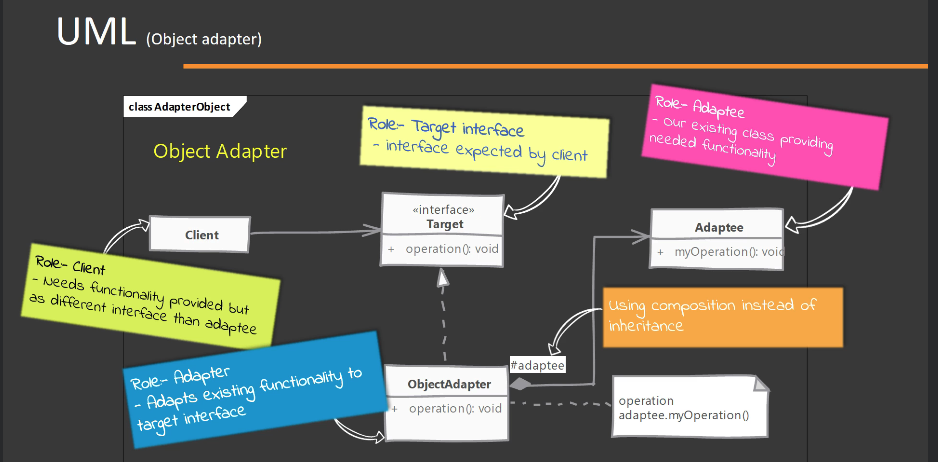 UML (Object adapter)
class AdapterObject
Object Adapter
Role:- Target interface
- interface expected by client
Role:- Adaptee
- Our existing class providing
needed functionality
«interface»
Target
+ operation(): void
Client
Adaptee
+ myOperation(): void
Role:- Client
- Needs functionality provided but
as different interface than adaptee
Using composition instead of
inheritance
Role:- Adapter
- Adapts existing functionality to
target interface
#adaptee
ObjectAdapter
+ operation(): void
operation
adaptee.myOperation()